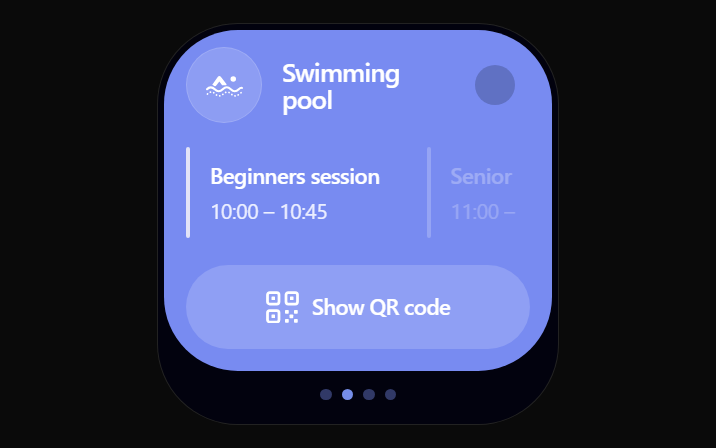 Swimming
pool
Beginners session
10:00 – 10:45
Senior
11:00 –
Show QR code